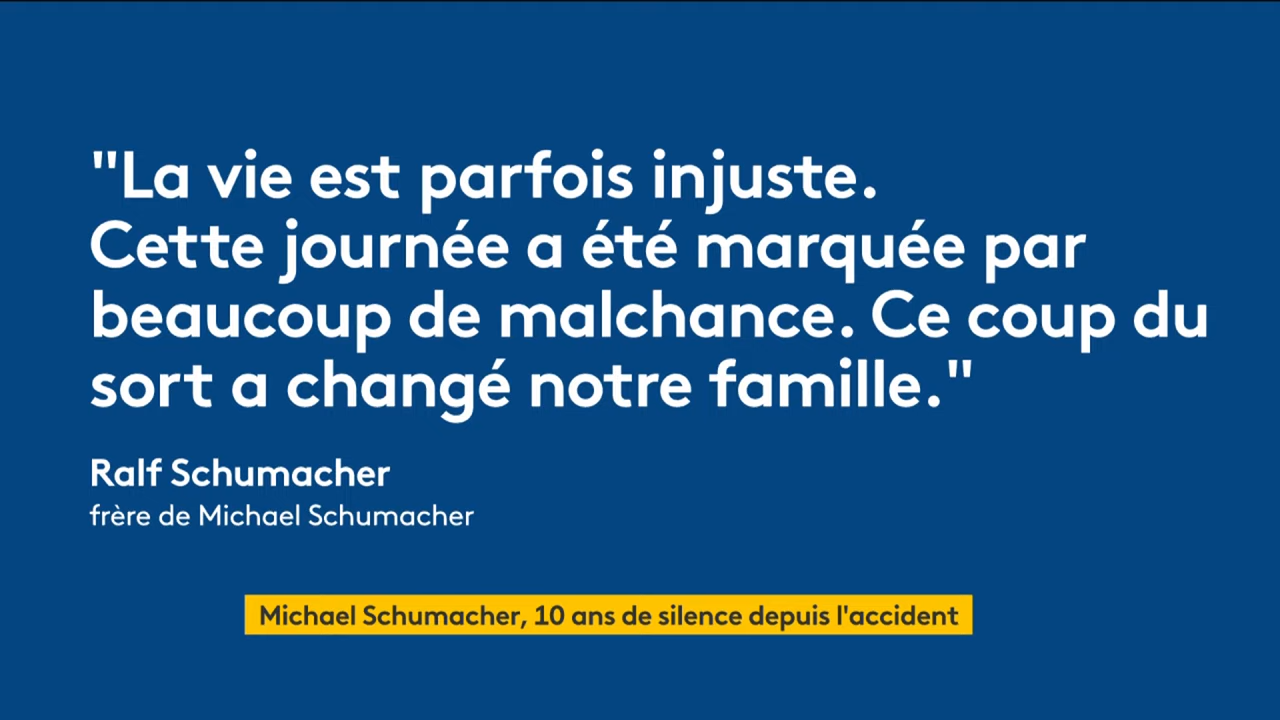 "La vie est parfois injuste.
Cette journée a été marquée par
beaucoup de malchance. Ce coup du
sort a changé notre famille."
Ralf Schumacher
frère de Michael Schumacher
Michael Schumacher, 10 ans de silence depuis l'accident